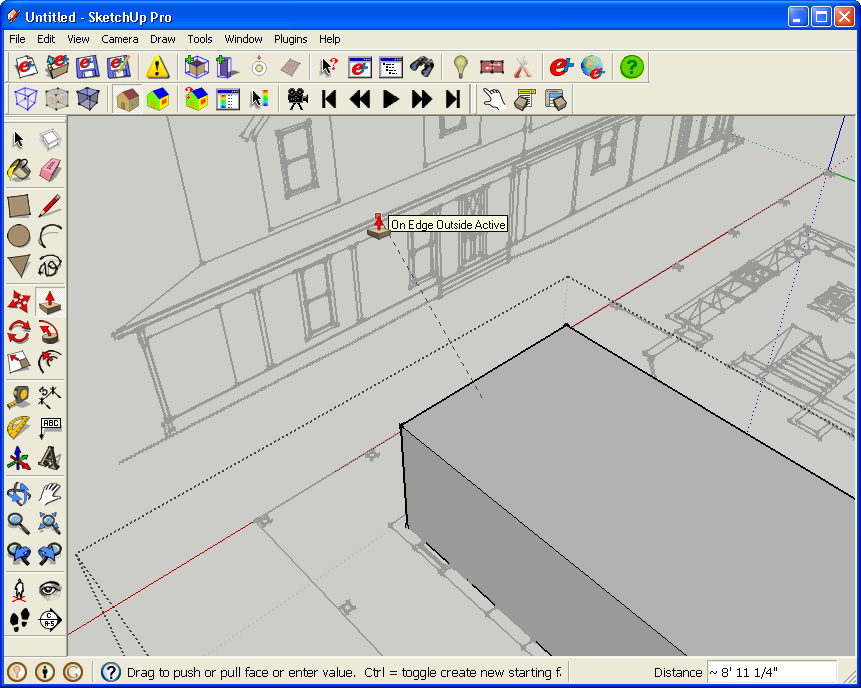 Untitled - SketchUp Pro
File Edit View Camera Draw Tools Window Plugins Help
On Edge Outside Active
ABC
C
A-5
Drag to push or pull face or enter value. Ctrl = toggle create new starting f.
Distance ~ 8' 11 1/4"